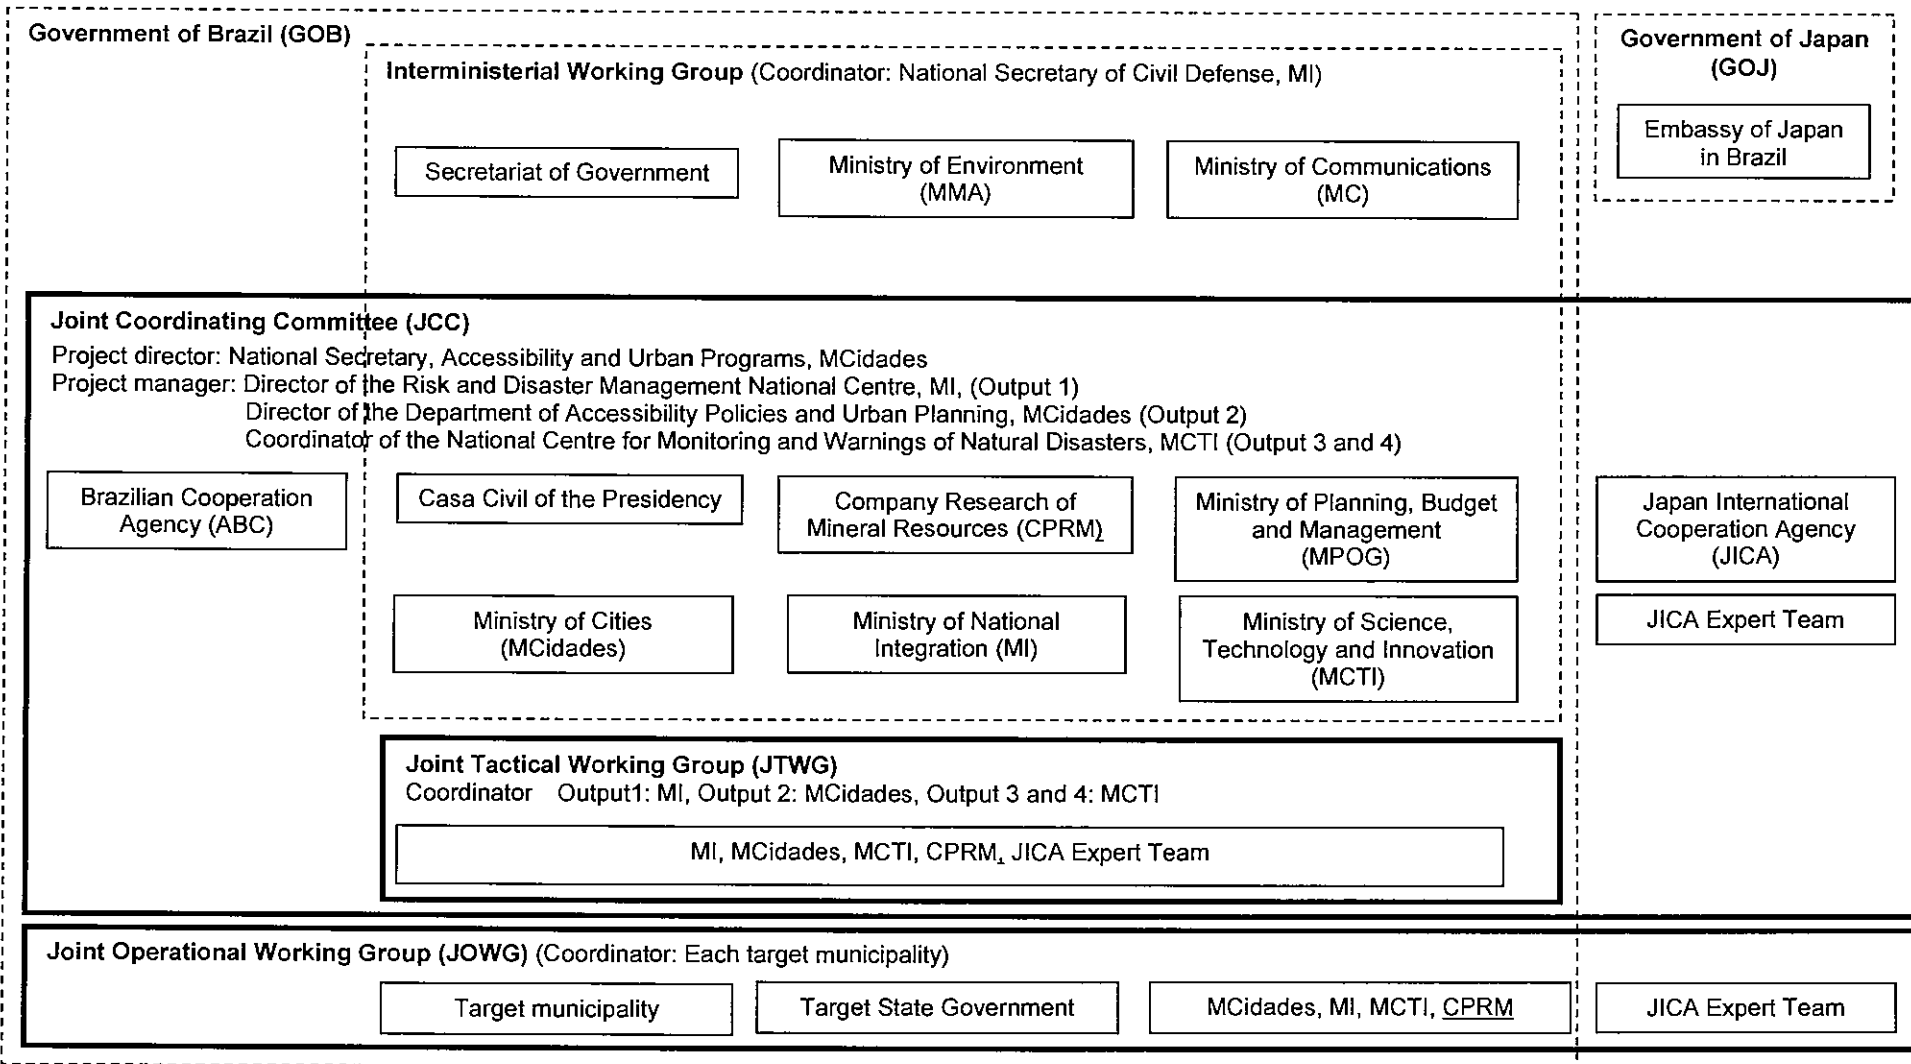 Government of Brazil (GOB)
Interministerial Working Group (Coordinator: National Secretary of Civil Defense, MI)
Secretariat of Government
Ministry of Environment
(MMA)
Ministry of Communications
(MC)
Government of Japan
(GOJ)
Embassy of Japan
in Brazil
Joint Coordinating Committee (JCC)
Project director: National Secretary, Accessibility and Urban Programs, MCidades
Project manager: Director of the Risk and Disaster Management National Centre, MI, (Output 1)
Director of the Department of Accessibility Policies and Urban Planning, MCidades (Output 2)
Coordinator of the National Centre for Monitoring and Warnings of Natural Disasters, MCTI (Output 3 and 4)
Brazilian Cooperation
Agency (ABC)
Casa Civil of the Presidency
Company Research of
Mineral Resources (CPRM)
Ministry of Planning, Budget
and Management
(MPOG)
Japan International
Cooperation Agency
(JICA)
Ministry of Cities
(MCidades)
Ministry of National
Integration (MI)
Ministry of Science,
Technology and Innovation
(MCTI)
JICA Expert Team
Joint Tactical Working Group (JTWG)
Coordinator Output1: MI, Output 2: MCidades, Output 3 and 4: MCTI
MI, MCidades, MCTI, CPRM, JICA Expert Team
Joint Operational Working Group (JOWG) (Coordinator: Each target municipality)
Target municipality
Target State Government
MCidades, MI, MCTI, CPRM
JICA Expert Team